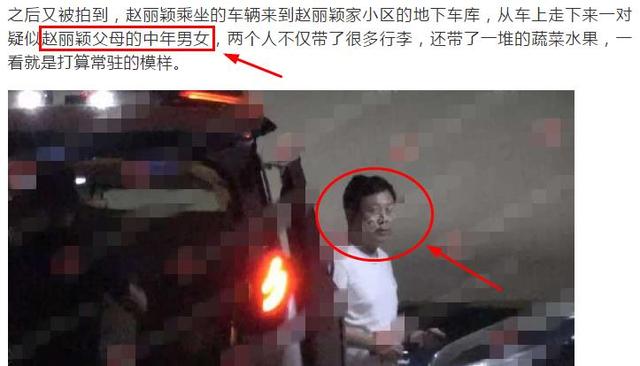 之后又被拍到，赵丽颖乘坐的车辆来到赵丽颖家小区的地下车库，从车上走下来一对
疑似赵丽颖父母的中年男女，两个人不仅带了很多行李，还带了一堆的蔬菜水果，一
看就是打算常驻的模样。